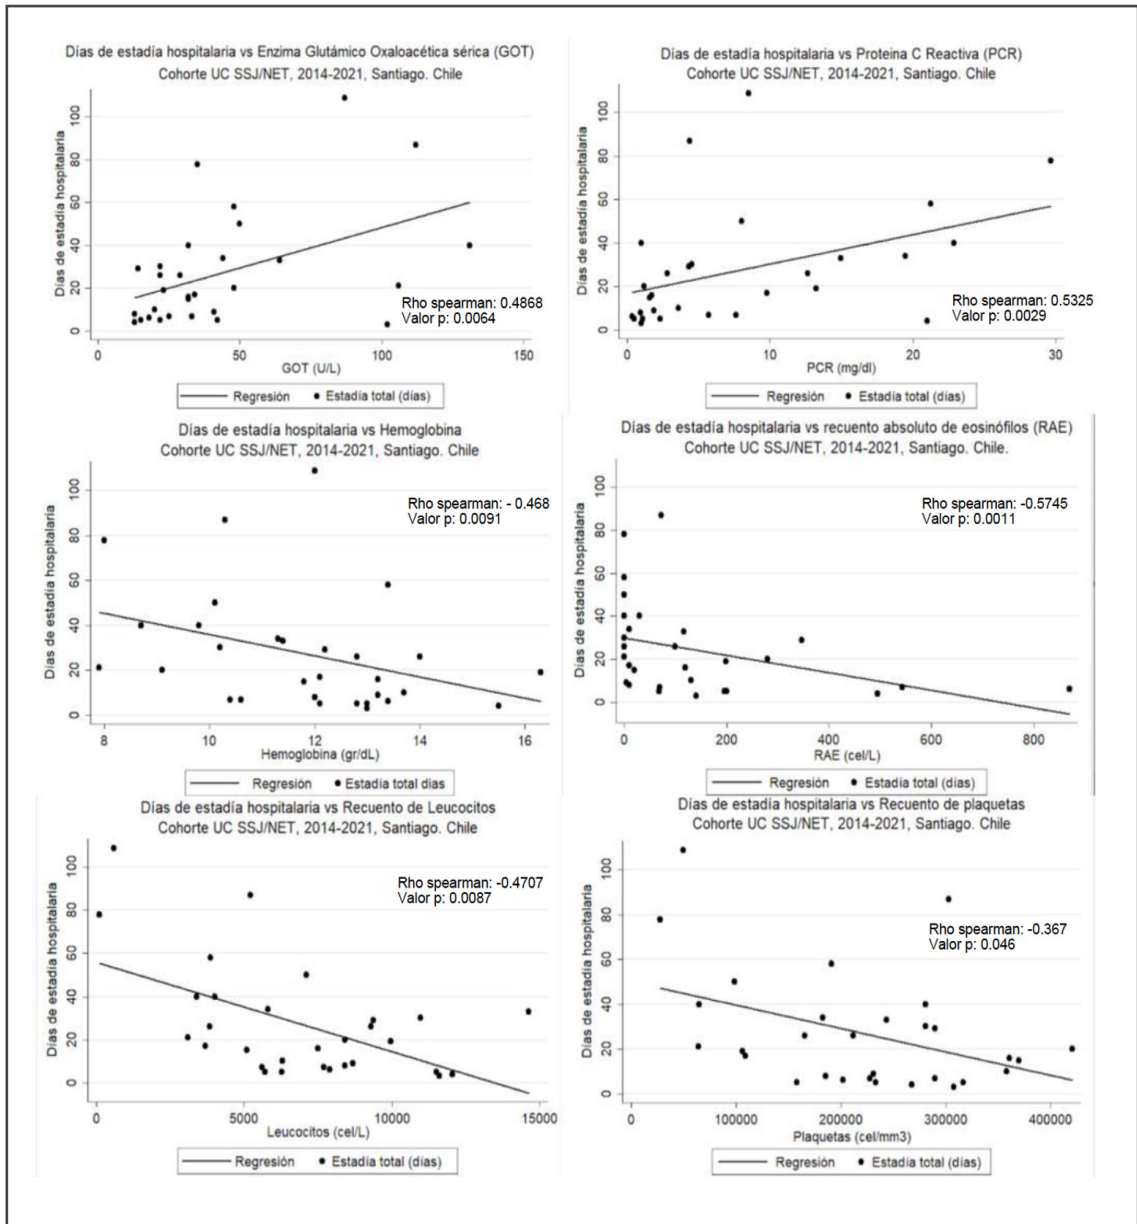 Días de estadía hospitalaria vs Enzima Glutámico Oxaloacética sérica (GOT)
Cohorte UC SSJ/NET, 2014-2021, Santiago. Chile
Días de estadía hospitalaria
100
80
60
40
20
0
Rho spearman: 0.4868
Valor p: 0.0064
0 50 100 150
GOT (U/L)
Regresión Estadía total (días)
Días de estadía hospitalaria vs Proteina C Reactiva (PCR)
Cohorte UC SSJ/NET, 2014-2021, Santiago. Chile
Días de estadía hospitalaria
100
80
60
40
20
0
Rho spearman: 0.5325
Valor p: 0.0029
0 10 20 30
PCR (mg/dl)
Regresión Estadía total (días)
Días de estadía hospitalaria vs Hemoglobina
Cohorte UC SSJ/NET, 2014-2021, Santiago. Chile
Días de estadía hospitalaria
100
80
60
40
20
0
Rho spearman: - 0.468
Valor p: 0.0091
8 10 12 14 16
Hemoglobina (gr/dL)
Regresión Estadía total días
Días de estadía hospitalaria vs recuento absoluto de eosinófilos (RAE)
Cohorte UC SSJ/NET, 2014-2021, Santiago. Chile.
Días de estadía hospitalaria
100
80
60
40
20
0
Rho spearman: -0.5745
Valor p: 0.0011
0 200 400 600 800
RAE (cel/L)
Regresión Estadía total (días)
Días de estadía hospitalaria vs Recuento de Leucocitos
Cohorte UC SSJ/NET, 2014-2021, Santiago. Chile
Días de estadía hospitalaria
100
80
60
40
20
0
Rho spearman: -0.4707
Valor p: 0.0087
0 5000 10000 15000
Leucocitos (cel/L)
Regresión Estadía total (días)
Días de estadía hospitalaria vs Recuento de plaquetas
Cohorte UC SSJ/NET, 2014-2021, Santiago. Chile
Días de estadía hospitalaria
100
80
60
40
20
0
Rho spearman: -0.367
Valor p: 0.046
0 100000 200000 300000 400000
Plaquetas (cel/mm3)
Regresión Estadía total (días)